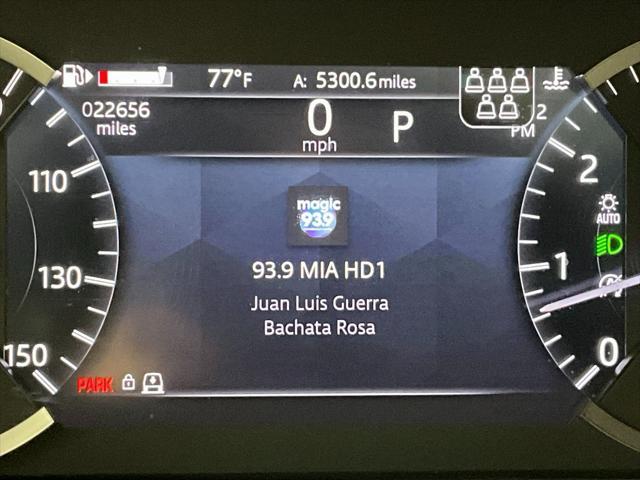 77°F
A: 5300.6 miles
022656
miles
0
mph
P
2
PM
110
130
150
magic
93.9
93.9 MIA HD1
Juan Luis Guerra
Bachata Rosa
2
1
0
AUTO
PARK